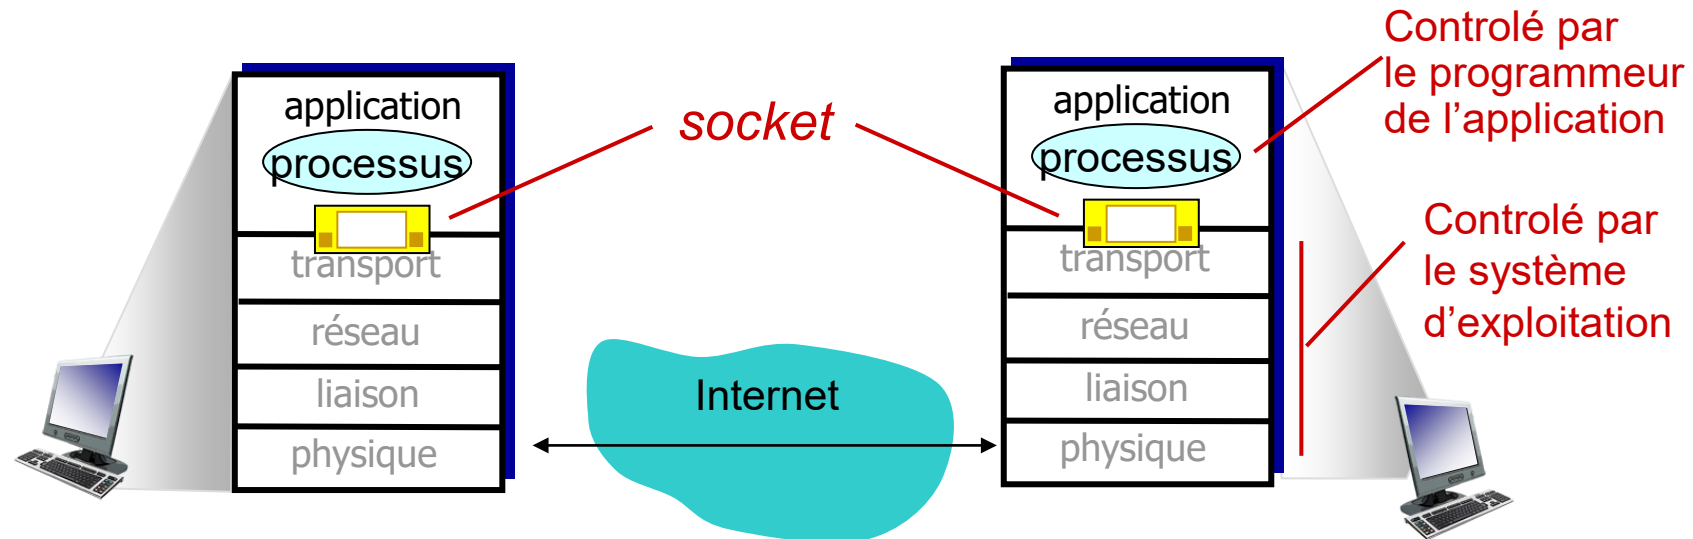 application
processus
transport
réseau
liaison
physique
socket
Internet
application
processus
transport
réseau
liaison
physique
Controlé par
le programmeur
de l’application
Controlé par
le système
d’exploitation